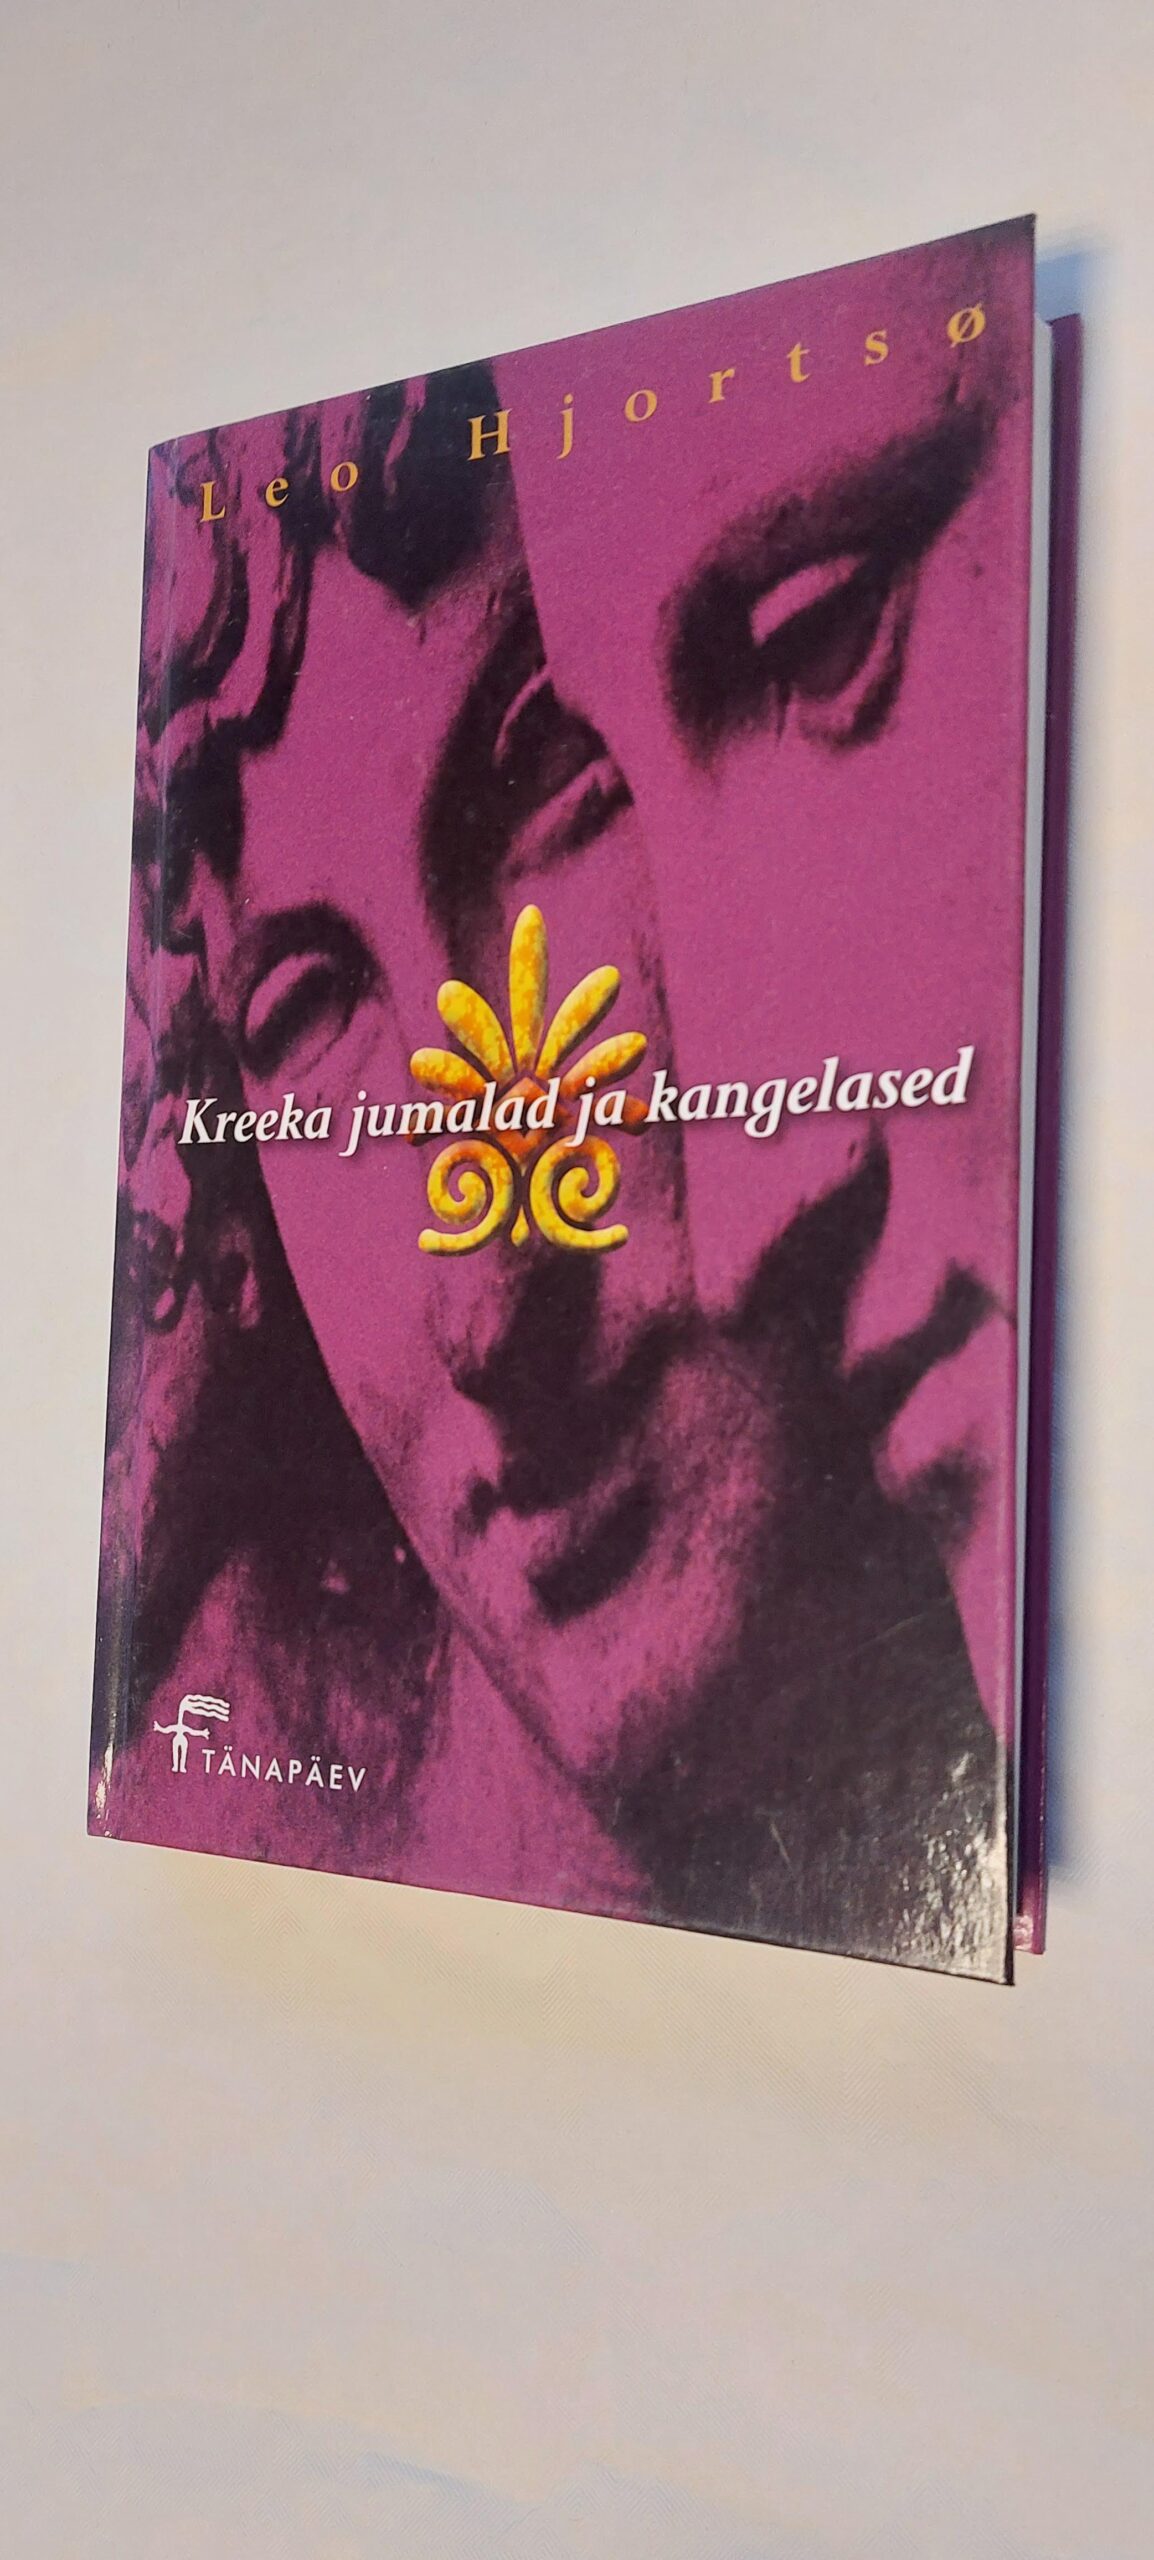 Leo Hjortsø
Kreeka jumalad ja kangelased
TÄNAPÄEV